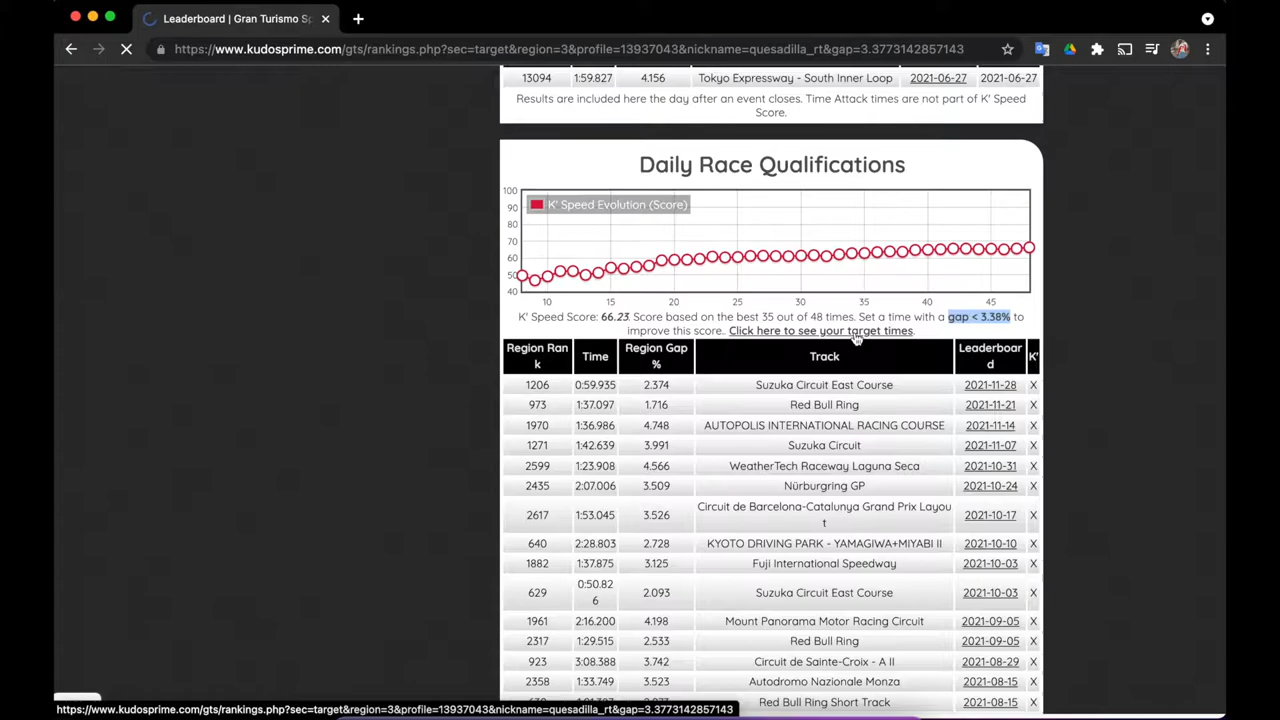 Leaderboard | Gran Turismo Sp
https://www.kudosprime.com/gts/rankings.php?sec=target&region=3&profile=13937043&nickname=quesadilla_rt&gap=3.3773142857143
13094 1:59.827 4.156 Tokyo Expressway - South Inner Loop 2021-06-27 2021-06-27
Results are included here the day after an event closes. Time Attack times are not part of K' Speed
Score.
Daily Race Qualifications
K' Speed Evolution (Score)
100
90
80
70
60
50
40
10 15 20 25 30 35 40 45
K' Speed Score: 66.23. Score based on the best 35 out of 48 times. Set a time with a gap < 3.38% to
improve this score.. Click here to see your target times.
Region Ran
k Time Region Gap
% Track Leaderboar
d K'
1206 0:59.935 2.374 Suzuka Circuit East Course 2021-11-28 X
973 1:37.097 1.716 Red Bull Ring 2021-11-21 X
1970 1:36.986 4.748 AUTOPOLIS INTERNATIONAL RACING COURSE 2021-11-14 X
1271 1:42.639 3.991 Suzuka Circuit 2021-11-07 X
2599 1:23.908 4.566 WeatherTech Raceway Laguna Seca 2021-10-31 X
2435 2:07.006 3.509 Nürburgring GP 2021-10-24 X
2617 1:53.045 3.526 Circuit de Barcelona-Catalunya Grand Prix Layou
t 2021-10-17 X
640 2:28.803 2.728 KYOTO DRIVING PARK - YAMAGIWA+MIYABI II 2021-10-10 X
1882 1:37.875 3.125 Fuji International Speedway 2021-10-03 X
629 0:50.82
6 2.093 Suzuka Circuit East Course 2021-10-03 X
1961 2:16.200 4.198 Mount Panorama Motor Racing Circuit 2021-09-05 X
2317 1:29.515 2.533 Red Bull Ring 2021-09-05 X
923 3:08.388 3.742 Circuit de Sainte-Croix - A II 2021-08-29 X
2358 1:33.749 3.523 Autodromo Nazionale Monza 2021-08-15 X
Red Bull Ring Short Track 2021-08-15 X
https://www.kudosprime.com/gts/rankings.php?sec=target&region=3&profile=13937043&nickname=quesadilla_rt&gap=3.3773142857143